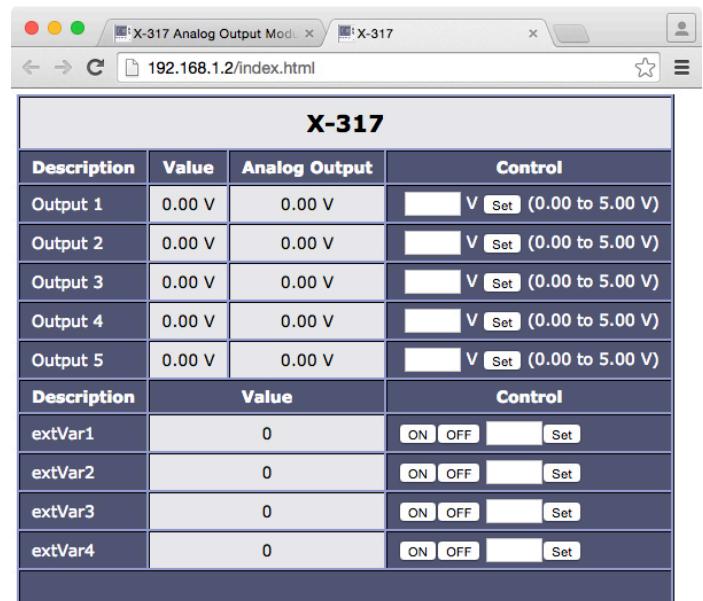 X-317 Analog Output Modu
X-317
192.168.1.2/index.html
X-317
Description Value Analog Output Control
Output 1 0.00 V 0.00 V V Set (0.00 to 5.00 V)
Output 2 0.00 V 0.00 V V Set (0.00 to 5.00 V)
Output 3 0.00 V 0.00 V V Set (0.00 to 5.00 V)
Output 4 0.00 V 0.00 V V Set (0.00 to 5.00 V)
Output 5 0.00 V 0.00 V V Set (0.00 to 5.00 V)
Description Value Control
extVar1 0 ON OFF Set
extVar2 0 ON OFF Set
extVar3 0 ON OFF Set
extVar4 0 ON OFF Set